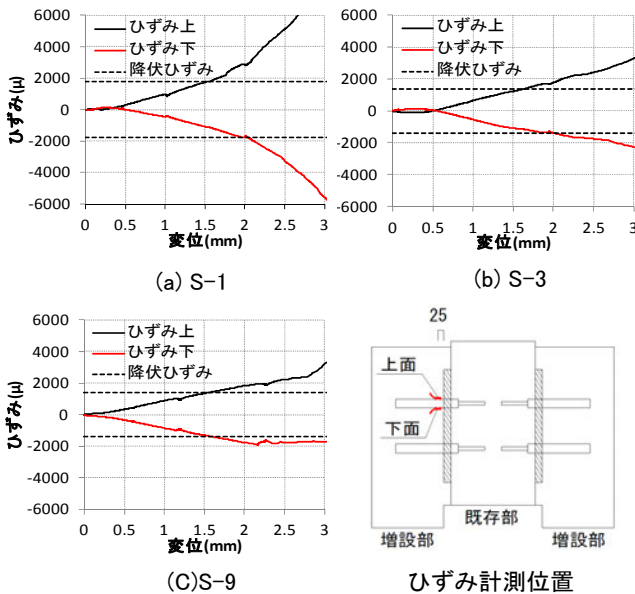 6000
4000
2000
0
-2000
-4000
-6000
ひずみ(μ)
ひずみ上
ひずみ下
降伏ひずみ
0 0.5 1 1.5 2 2.5 3
変位(mm)
(a) S-1
6000
4000
2000
0
-2000
-4000
-6000
ひずみ上
ひずみ下
降伏ひずみ
0 0.5 1 1.5 2 2.5 3
変位(mm)
(b) S-3
6000
4000
2000
0
-2000
-4000
-6000
ひずみ(μ)
ひずみ上
ひずみ下
降伏ひずみ
0 0.5 1 1.5 2 2.5 3
変位(mm)
(C)S-9
25
上面
下面
既存部
増設部 増設部
ひずみ計測位置